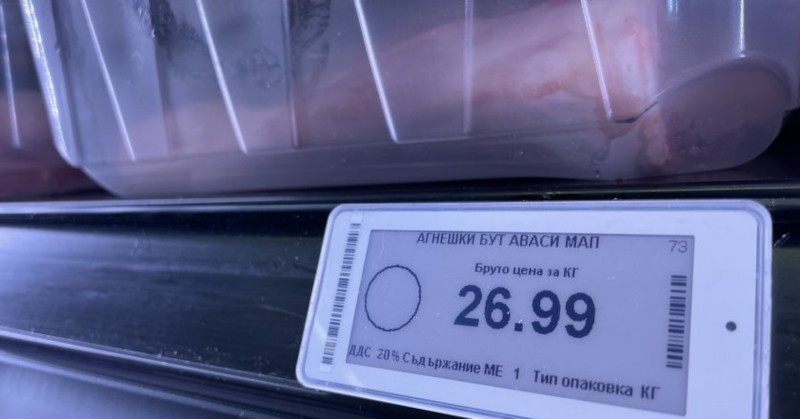 АГНЕШКИ БУТ АВАСИ МАП 73
Бруто цена за КГ
26.99
ДДС 20% Съдържание МЕ 1 Тип опаковка КГ